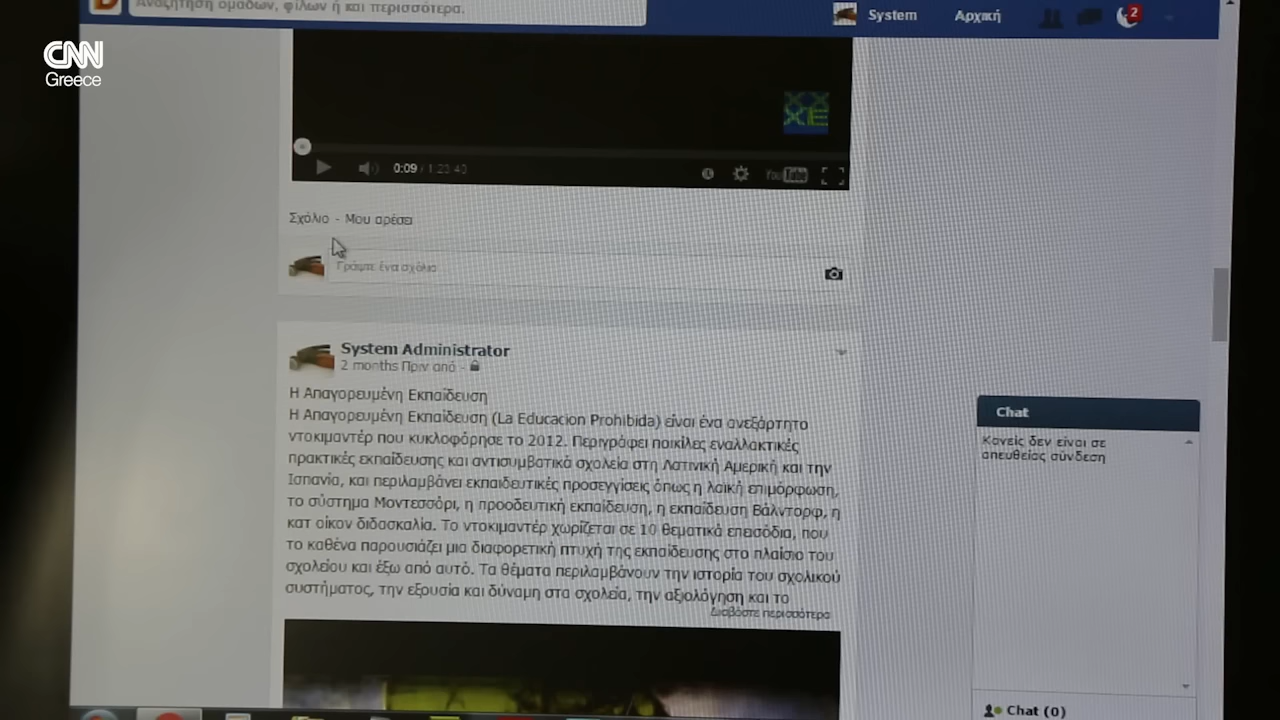 Αναζήτηση ομάδων, φίλων ή και περισσότερα.
System Αρχική 2
CNN
Greece
0:09 / 1:23:40
You Tube
Σχόλιο - Μου αρέσει
Γράψτε ένα σχόλιο
System Administrator
2 months Πριν από -
Η Απαγορευμένη Εκπαίδευση
Η Απαγορευμένη Εκπαίδευση (La Educacion Prohibida) είναι ένα ανεξάρτητο
ντοκιμαντέρ που κυκλοφόρησε το 2012. Περιγράφει ποικίλες εναλλακτικές
πρακτικές εκπαίδευσης και αντισυμβατικά σχολεία στη Λατινική Αμερική και την
Ισπανία, και περιλαμβάνει εκπαιδευτικές προσεγγίσεις όπως η λαϊκή επιμόρφωση,
το σύστημα Μοντεσσόρι, η προοδευτική εκπαίδευση, η εκπαίδευση Βάλντορφ, η
κατ οίκον διδασκαλία. Το ντοκιμαντέρ χωρίζεται σε 10 θεματικά επεισόδια, που
το καθένα παρουσιάζει μια διαφορετική πτυχή της εκπαίδευσης στο πλαίσιο του
σχολείου και έξω από αυτό. Τα θέματα περιλαμβάνουν την ιστορία του σχολικού
συστήματος, την εξρυσία και δύναμη στα σχολεία, την αξιολόγηση και το
Διαβάστε περισσότερα
Chat
Κανείς δεν είναι σε
απευθείας σύνδεση
Chat (0)